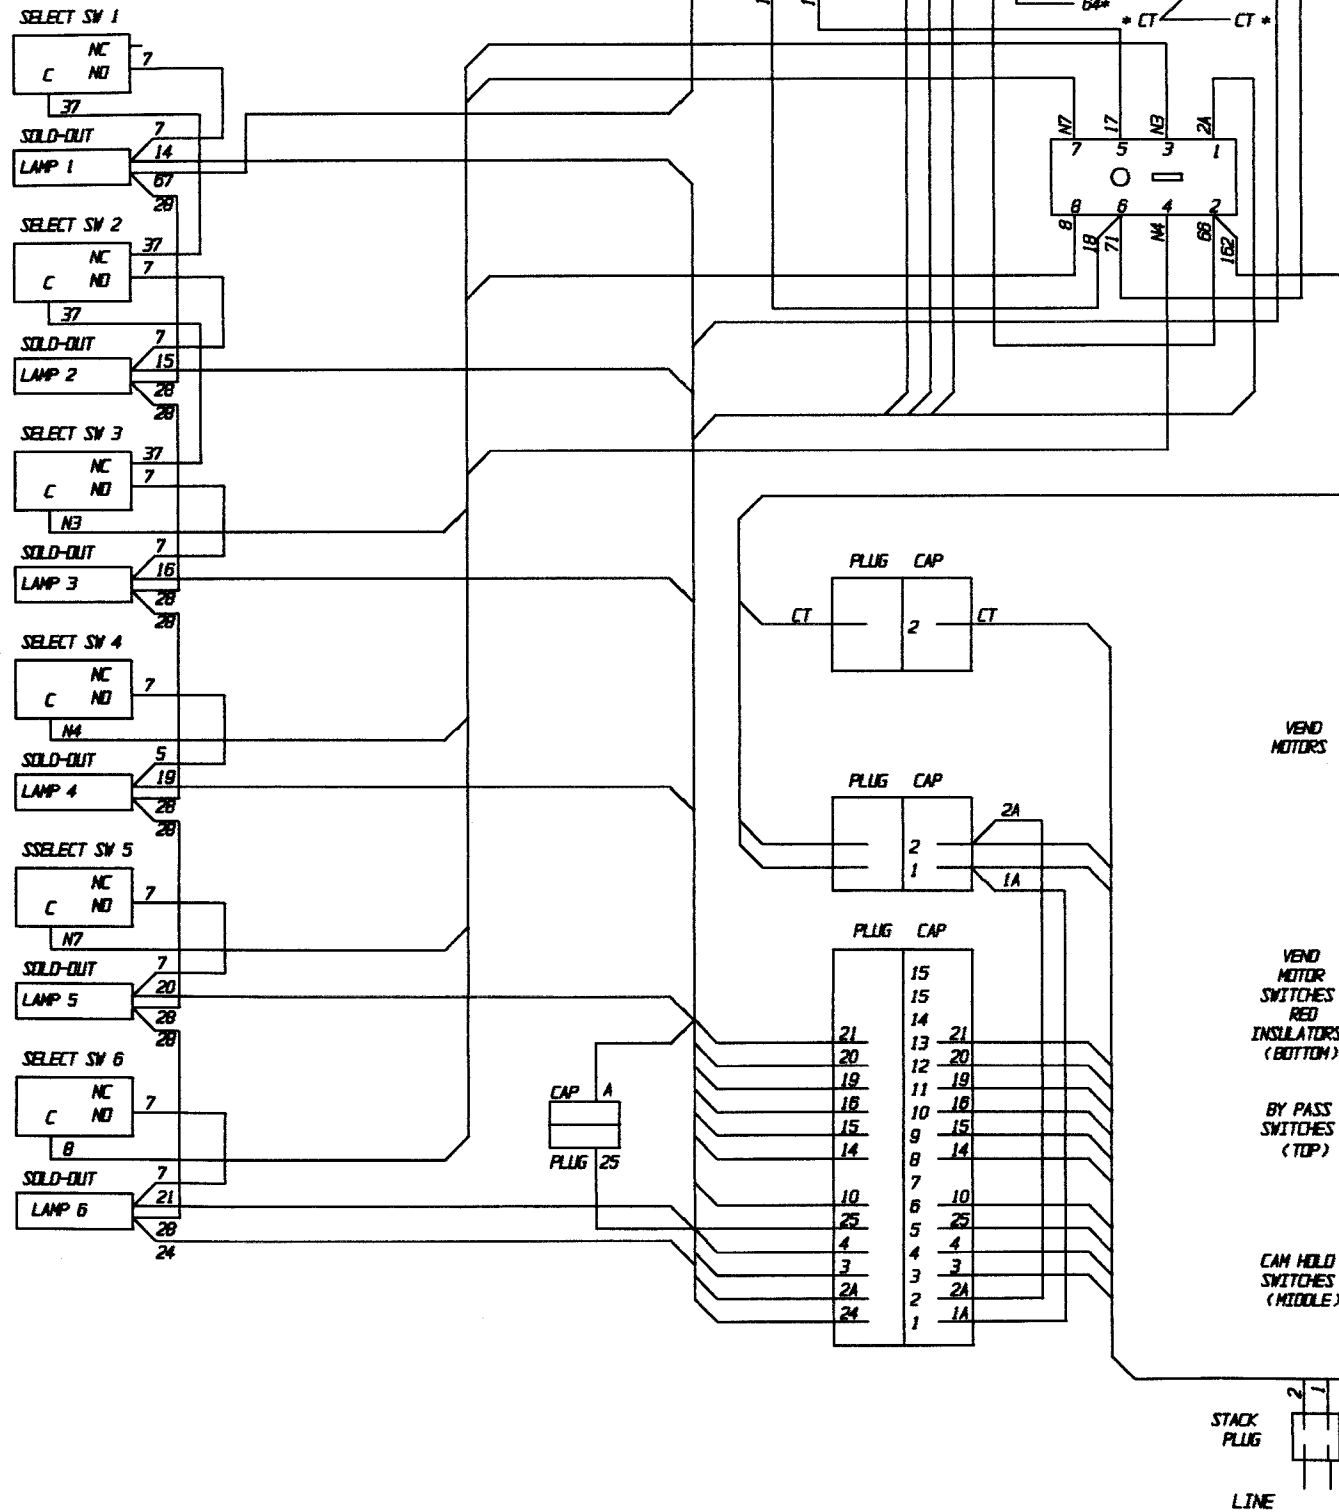 SELECT SW 1
NC
C NO
7
37
SOLD-OUT
LAMP 1
7
14
67
28
SELECT SW 2
NC
C NO
37
7
37
SOLD-OUT
LAMP 2
7
15
28
28
SELECT SW 3
NC
C NO
37
7
N3
SOLD-OUT
LAMP 3
7
16
28
28
SELECT SW 4
NC
C NO
7
N4
SOLD-OUT
LAMP 4
5
19
28
28
SSELECT SW 5
NC
C NO
7
N7
SOLD-OUT
LAMP 5
7
20
28
28
SELECT SW 6
NC
C NO
7
8
SOLD-OUT
LAMP 6
7
21
28
24
64*
* CT CT *
N7 17 N3 2A
7 5 3 1
8 6 4 2
8 18 71 N4 66 162
PLUG CAP
CT 2 CT
PLUG CAP
2 2A
1 1A
PLUG CAP
15
15
14
21 13 21
20 12 20
19 11 19
16 10 16
15 9 15
14 8 14
7
10 6 10
25 5 25
4 4 4
3 3 3
2A 2 2A
24 1 1A
CAP A
PLUG 25
VEND
MOTORS
VEND
MOTOR
SWITCHES
RED
INSULATORS
(BOTTOM)
BY PASS
SWITCHES
(TOP)
CAM HOLD
SWITCHES
(MIDDLE)
2 1
STACK
PLUG
LINE